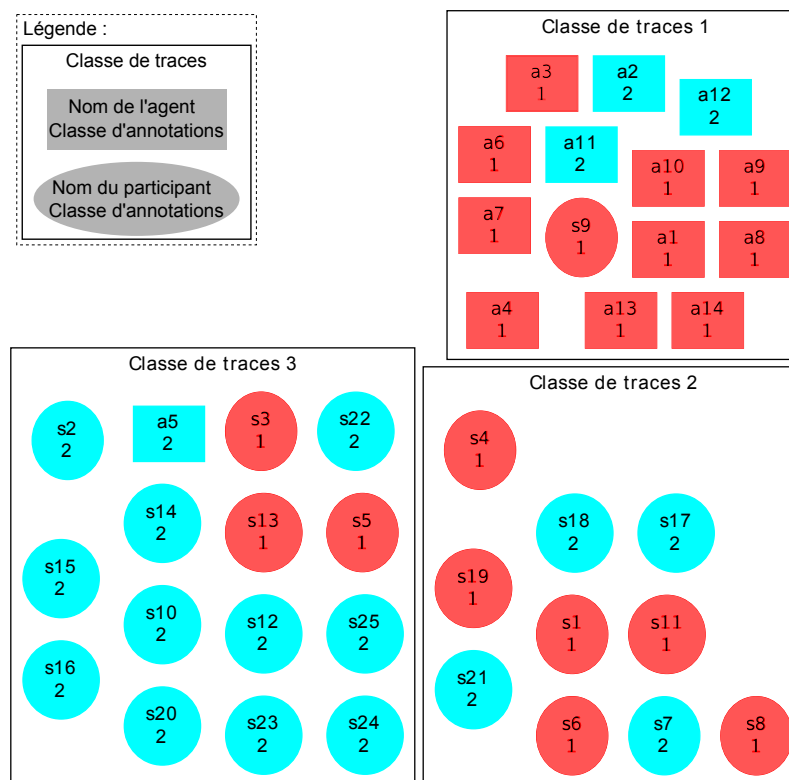 Légende :
Classe de traces
Nom de l'agent
Classe d'annotations
Nom du participant
Classe d'annotations
Classe de traces 1
a3
1
a2
2
a12
2
a6
1
a11
2
a10
1
a9
1
a7
1
s9
1
a1
1
a8
1
a4
1
a13
1
a14
1
Classe de traces 3
s2
2
a5
2
s3
1
s22
2
s14
2
s13
1
s5
1
s15
2
s10
2
s12
2
s25
2
s16
2
s20
2
s23
2
s24
2
Classe de traces 2
s4
1
s18
2
s17
2
s19
1
s1
1
s11
1
s21
2
s6
1
s7
2
s8
1